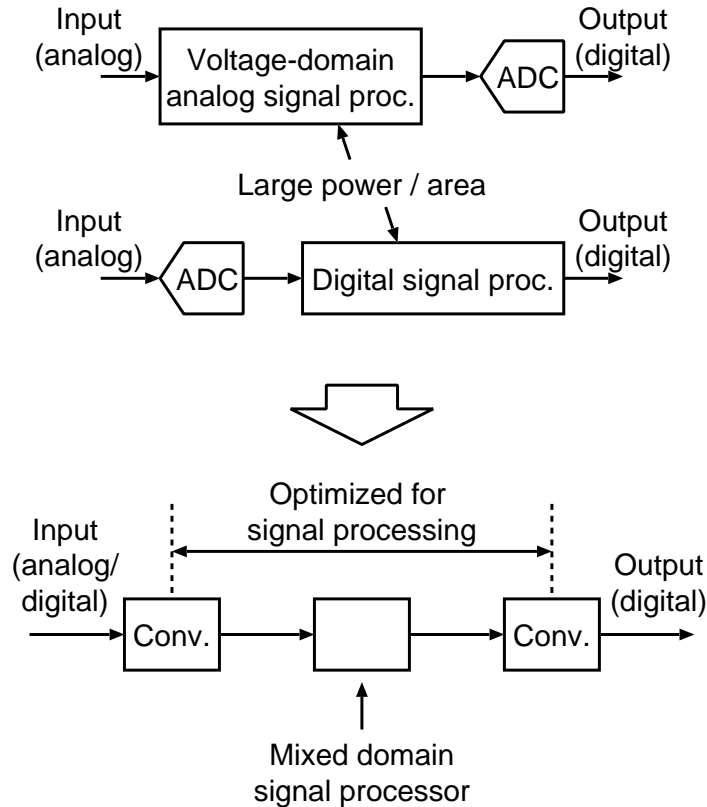 Input
(analog)
Voltage-domain
analog signal proc.
ADC
Output
(digital)
Large power / area
Input
(analog)
ADC
Digital signal proc.
Output
(digital)
Optimized for
signal processing
Input
(analog/
digital)
Conv.
Conv.
Output
(digital)
Mixed domain
signal processor